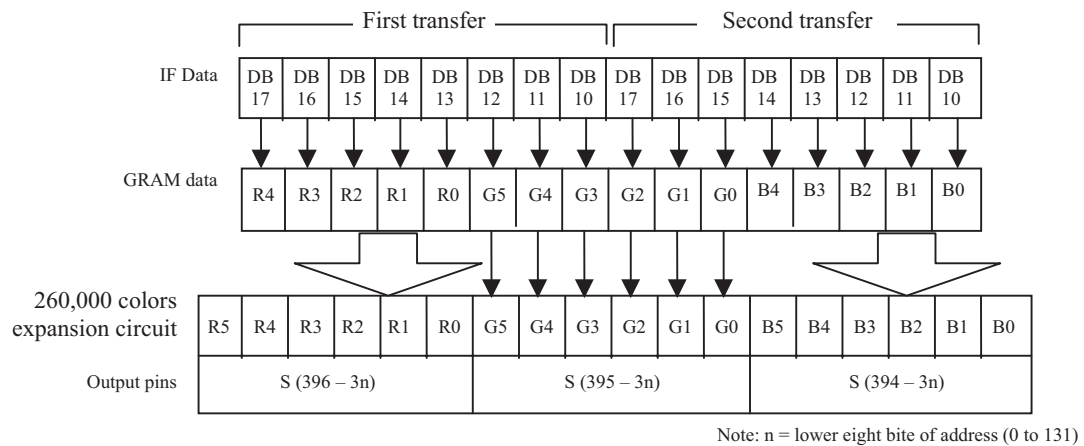 First transfer Second transfer
IF Data DB 17 DB 16 DB 15 DB 14 DB 13 DB 12 DB 11 DB 10 DB 17 DB 16 DB 15 DB 14 DB 13 DB 12 DB 11 DB 10
GRAM data R4 R3 R2 R1 R0 G5 G4 G3 G2 G1 G0 B4 B3 B2 B1 B0
260,000 colors
expansion circuit R5 R4 R3 R2 R1 R0 G5 G4 G3 G2 G1 G0 B5 B4 B3 B2 B1 B0
Output pins S (396 – 3n) S (395 – 3n) S (394 – 3n)
Note: n = lower eight bite of address (0 to 131)